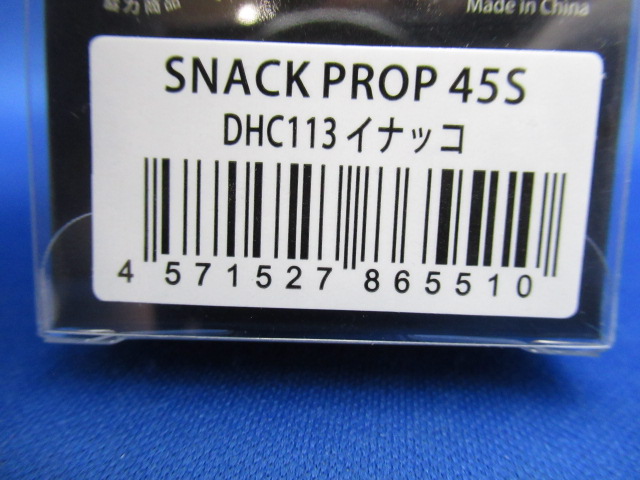 Made in China
SNACK PROP 45S
DHC113 イナッコ
4 571527 865510